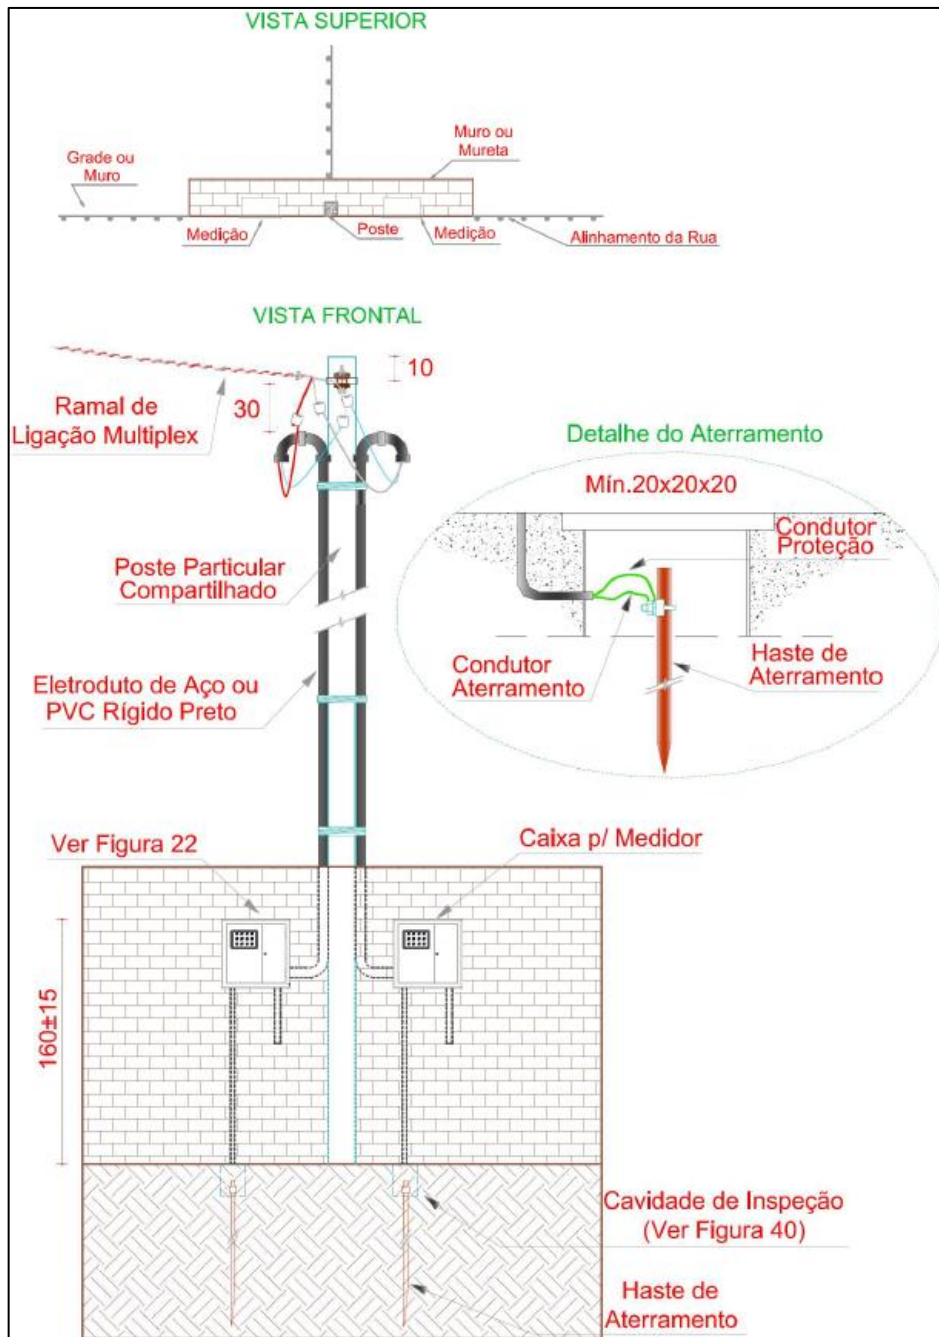 VISTA SUPERIOR
Muro ou
Mureta
Grade ou
Muro
Medição
Poste
Medição
Alinhamento da Rua
VISTA FRONTAL
10
30
Ramal de
Ligação Multiplex
Detalhe do Aterramento
Mín.20x20x20
Condutor
Proteção
Poste Particular
Compartilhado
Condutor
Aterramento
Haste de
Aterramento
Eletroduto de Aço ou
PVC Rígido Preto
Ver Figura 22
Caixa p/ Medidor
160±15
Cavidade de Inspeção
(Ver Figura 40)
Haste de
Aterramento